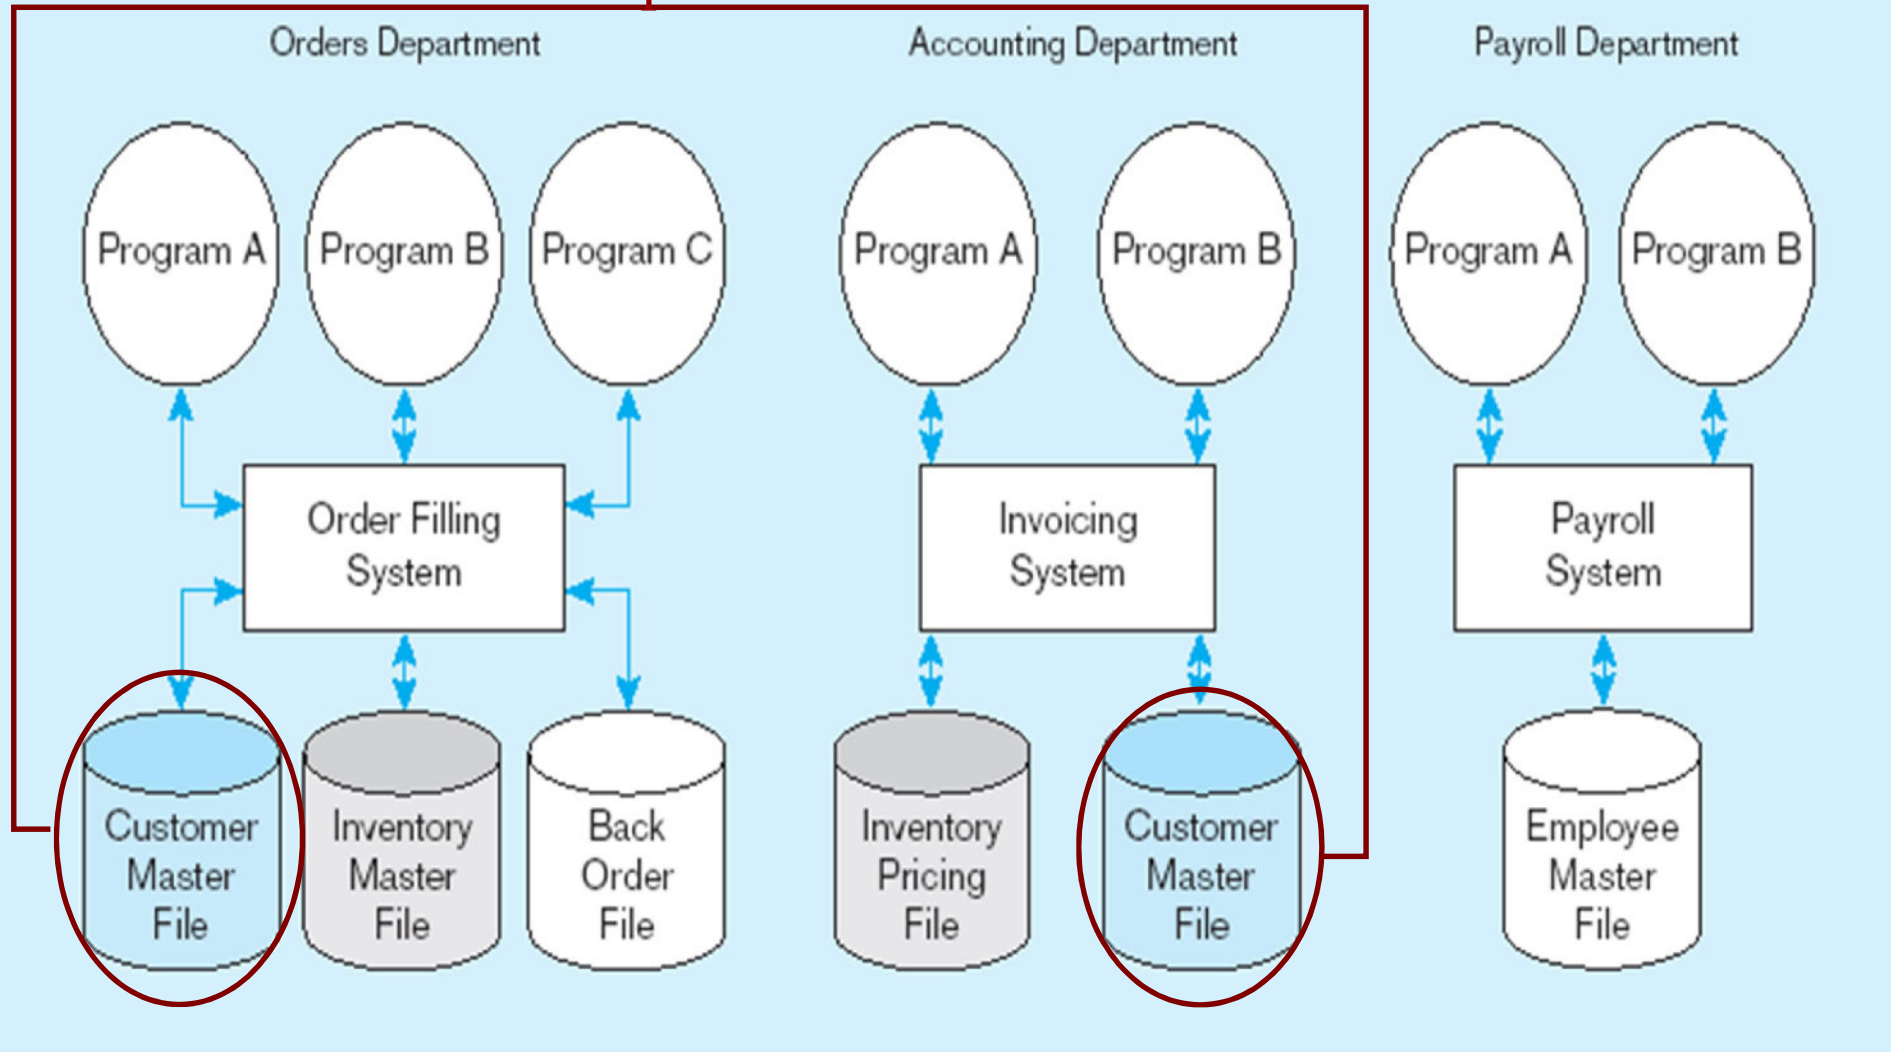 Orders Department
Accounting Department
Payroll Department
Program A
Program B
Program C
Program A
Program B
Program A
Program B
Order Filling
System
Invoicing
System
Payroll
System
Customer
Master
File
Inventory
Master
File
Back
Order
File
Inventory
Pricing
File
Customer
Master
File
Employee
Master
File